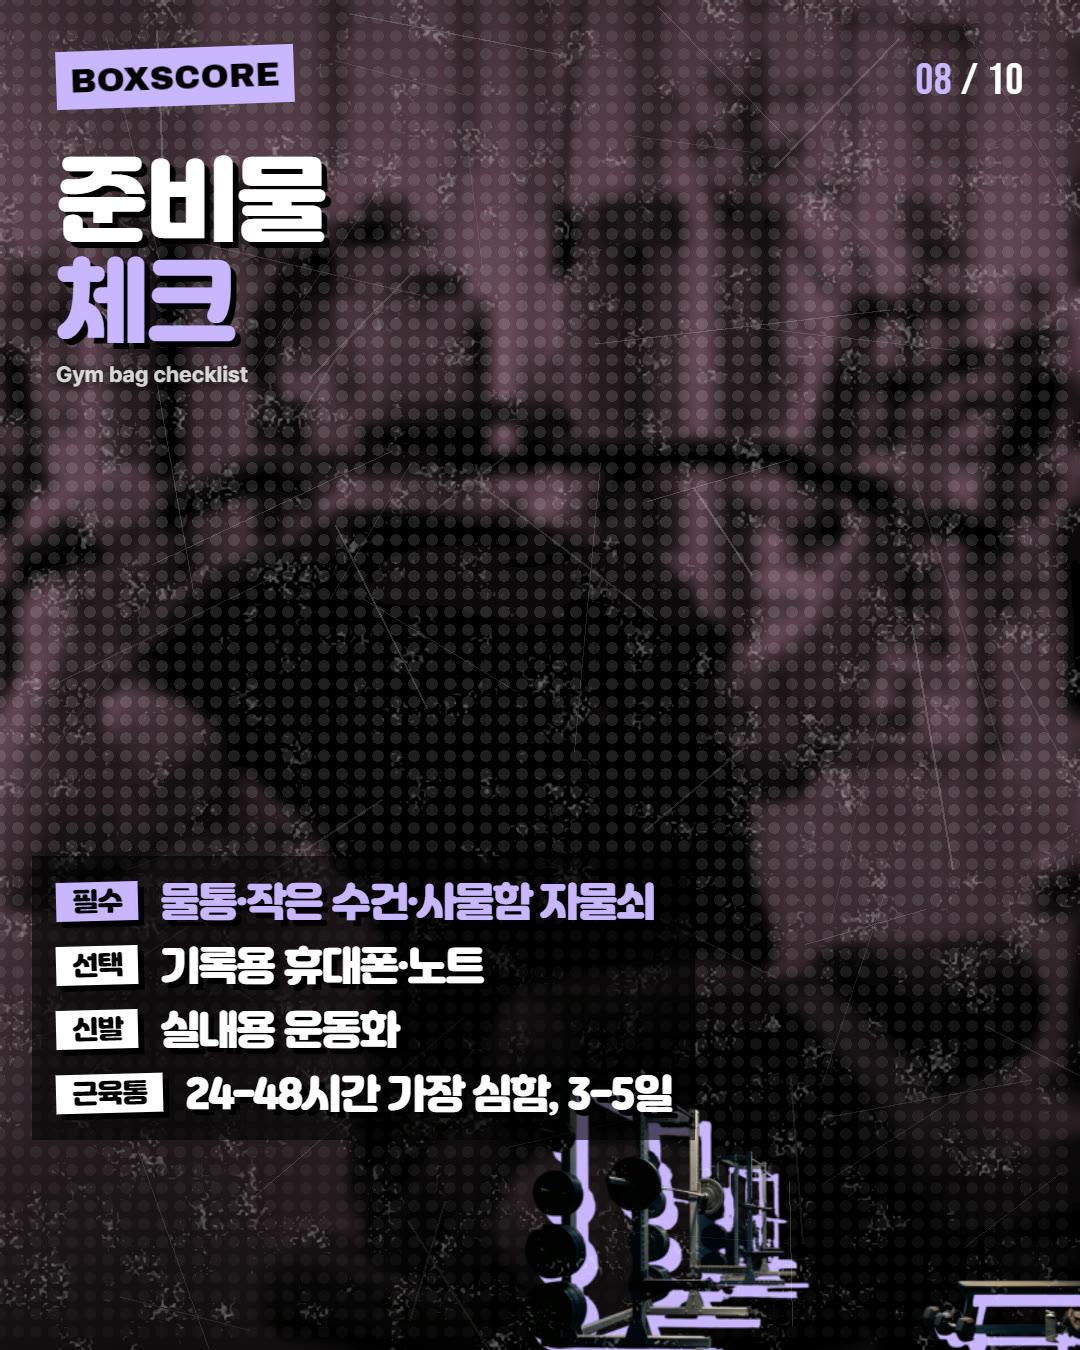 BOXSCORE
08 / 10
준비물
체크
Gym bag checklist
필수 물통·작은 수건·사물함 자물쇠
선택 기록용 휴대폰·노트
신발 실내용 운동화
근육통 24–48시간 가장 심함, 3–5일